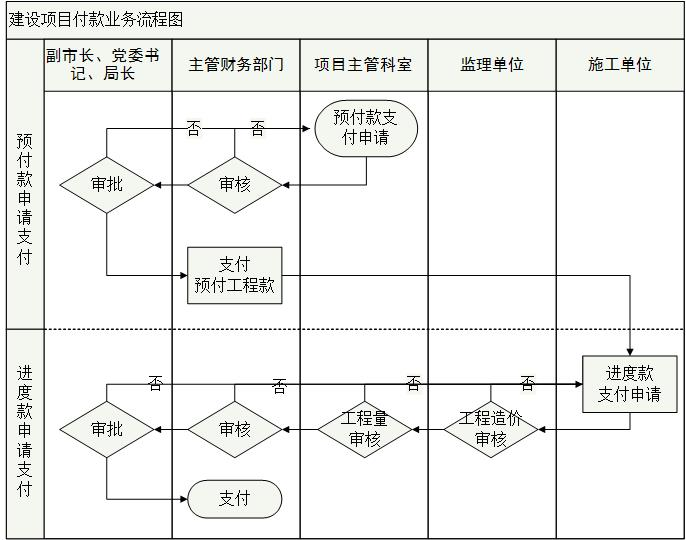 建设项目付款业务流程图
副市长、党委书
记、局长
主管财务部门
项目主管科室
监理单位
施工单位
预付款申请支付
否
否
预付款支
付申请
审批
审核
支付
预付工程款
进度款申请支付
否
否
否
否
进度款
支付申请
审批
审核
工程量
审核
工程造价
审核
支付